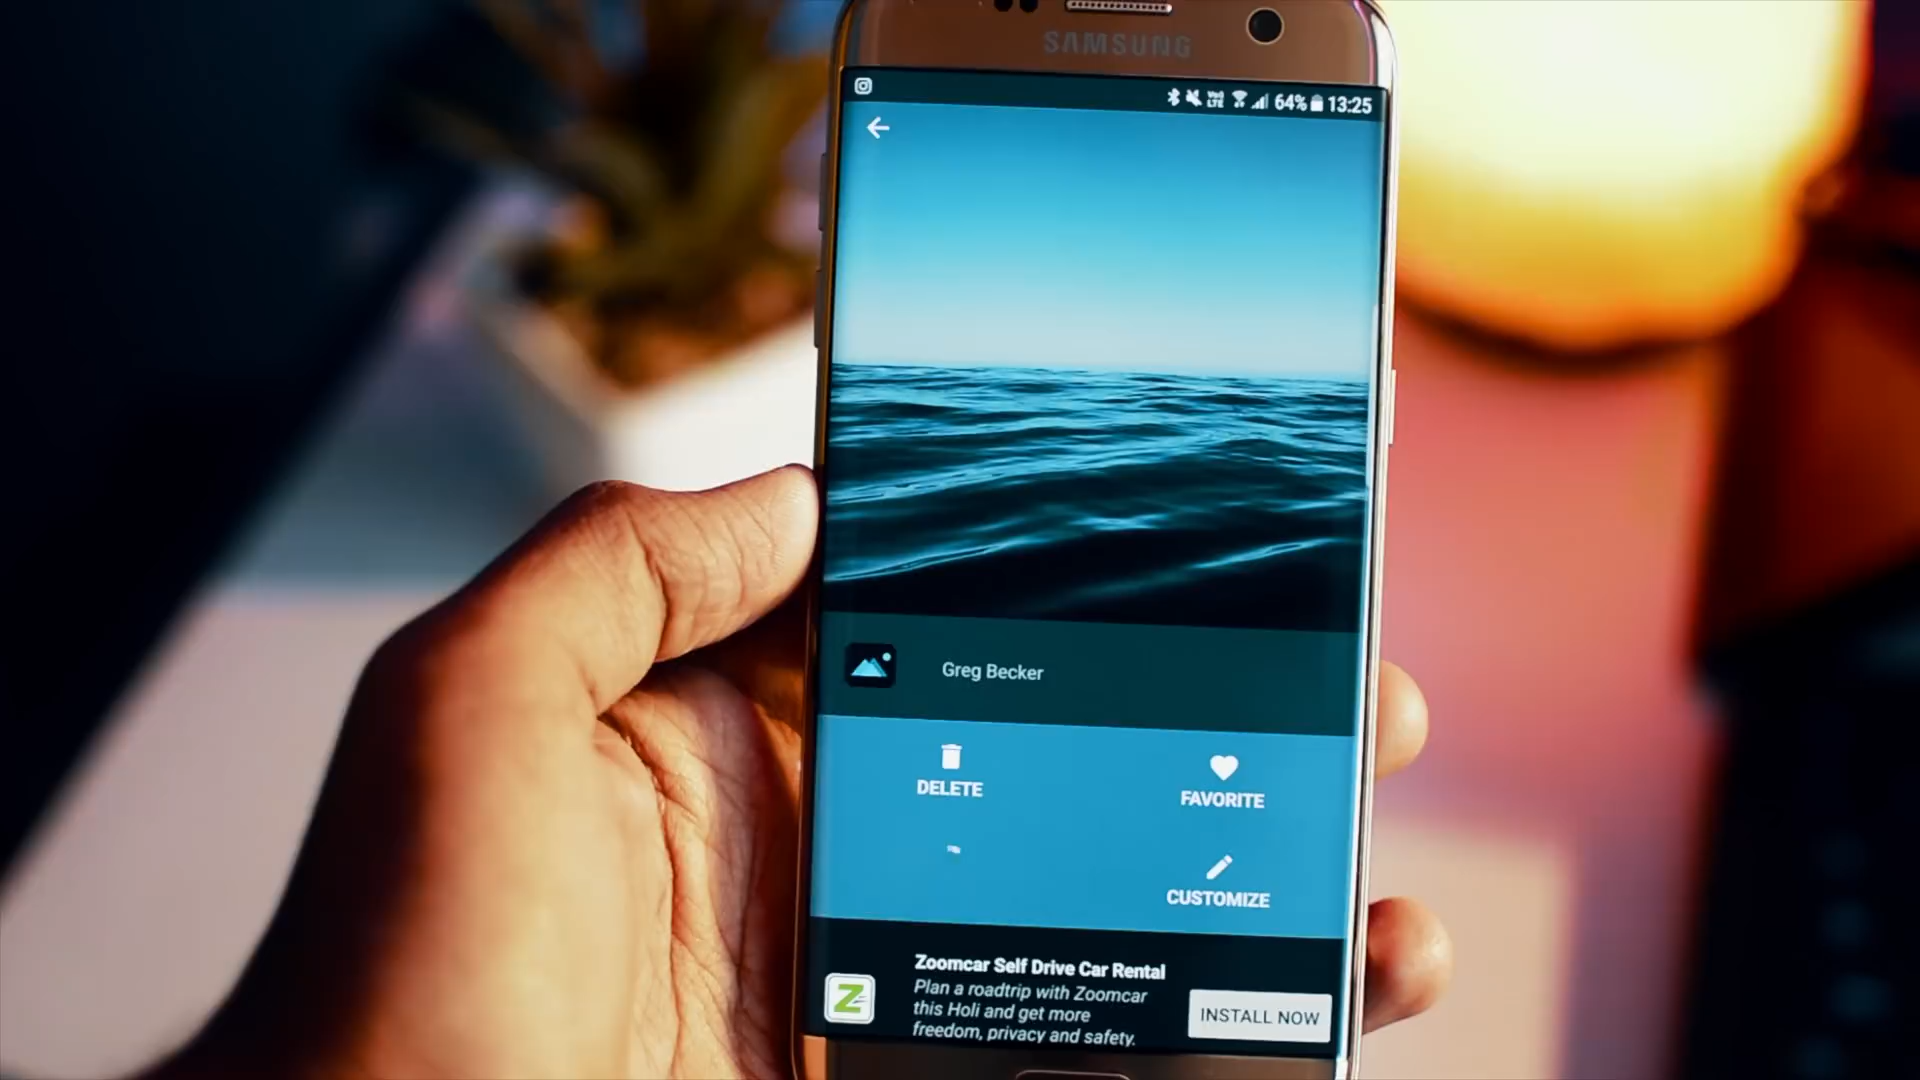 SAMSUNG
VoLTE 64% 13:25
Greg Becker
DELETE
FAVORITE
CUSTOMIZE
Zoomcar Self Drive Car Rental
Plan a roadtrip with Zoomcar
this Holi and get more
freedom, privacy and safety.
INSTALL NOW
Z